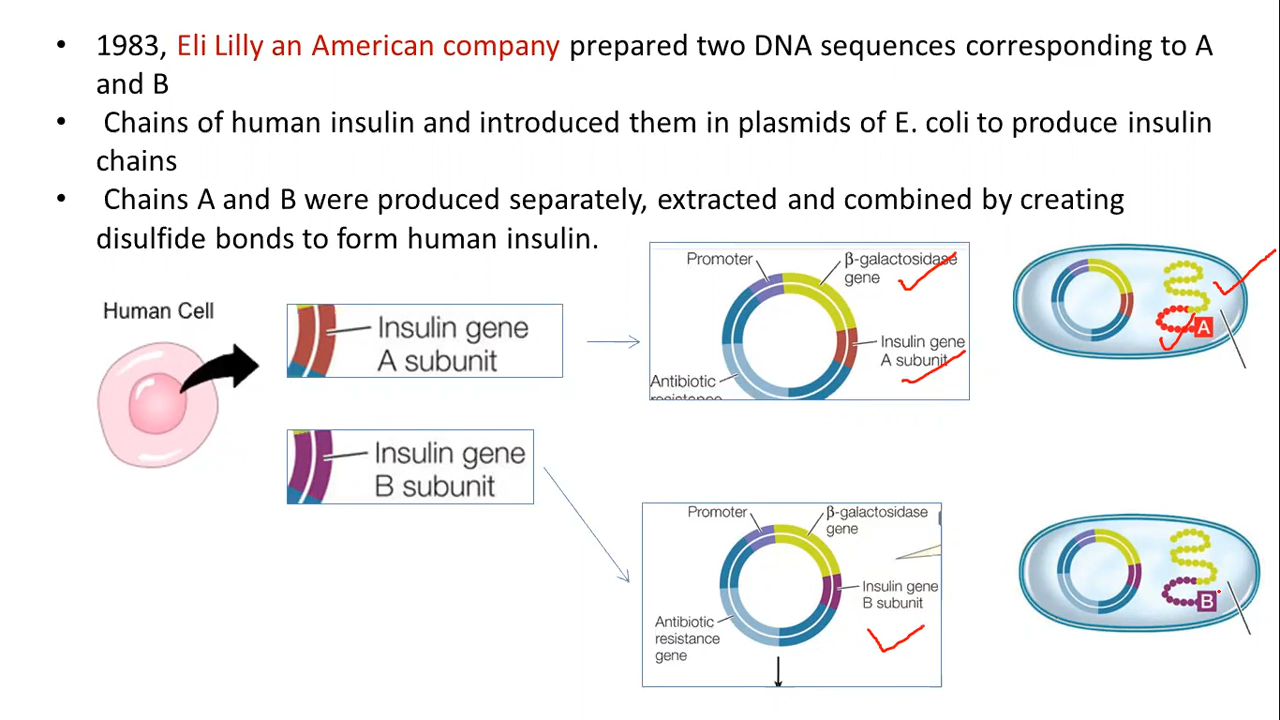 • 1983, Eli Lilly an American company prepared two DNA sequences corresponding to A
and B
• Chains of human insulin and introduced them in plasmids of E. coli to produce insulin
chains
• Chains A and B were produced separately, extracted and combined by creating
disulfide bonds to form human insulin.
Human Cell
Insulin gene
A subunit
Insulin gene
B subunit
Promoter
β-galactosidase
gene
Insulin gene
A subunit
Antibiotic
resistance
A
Promoter
β-galactosidase
gene
Insulin gene
B subunit
Antibiotic
resistance
gene
B